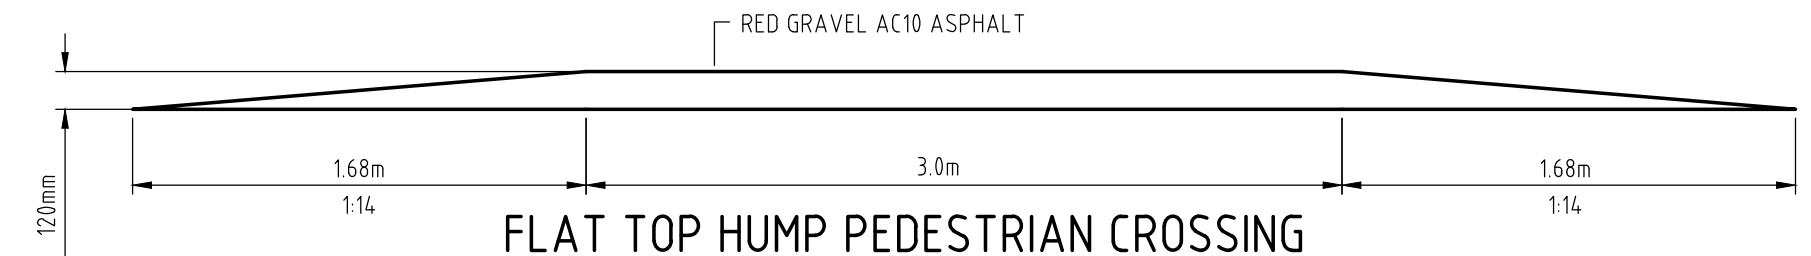 RED GRAVEL AC10 ASPHALT
120mm
1.68m
1:14
3.0m
1.68m
1:14
FLAT TOP HUMP PEDESTRIAN CROSSING